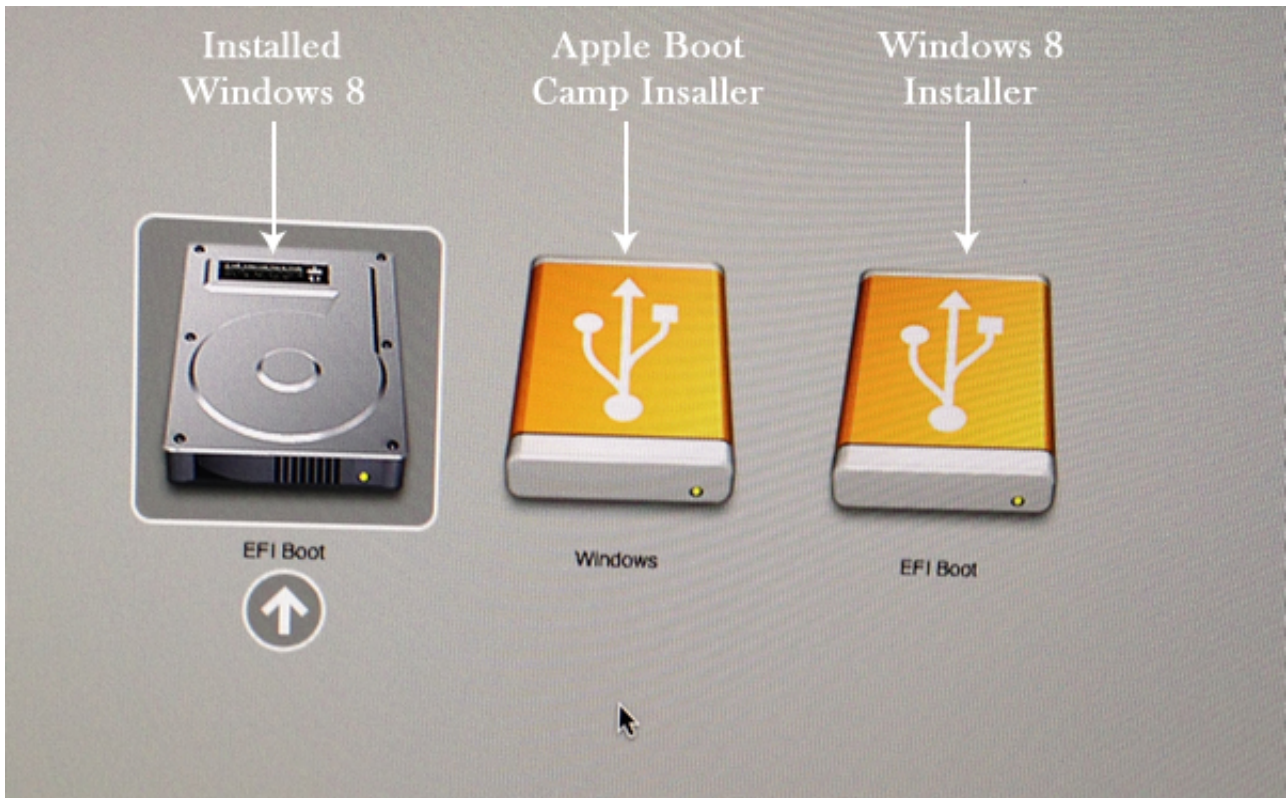 Installed
Windows 8
Apple Boot
Camp Insaller
Windows 8
Installer
EFI Boot
Windows
EFI Boot